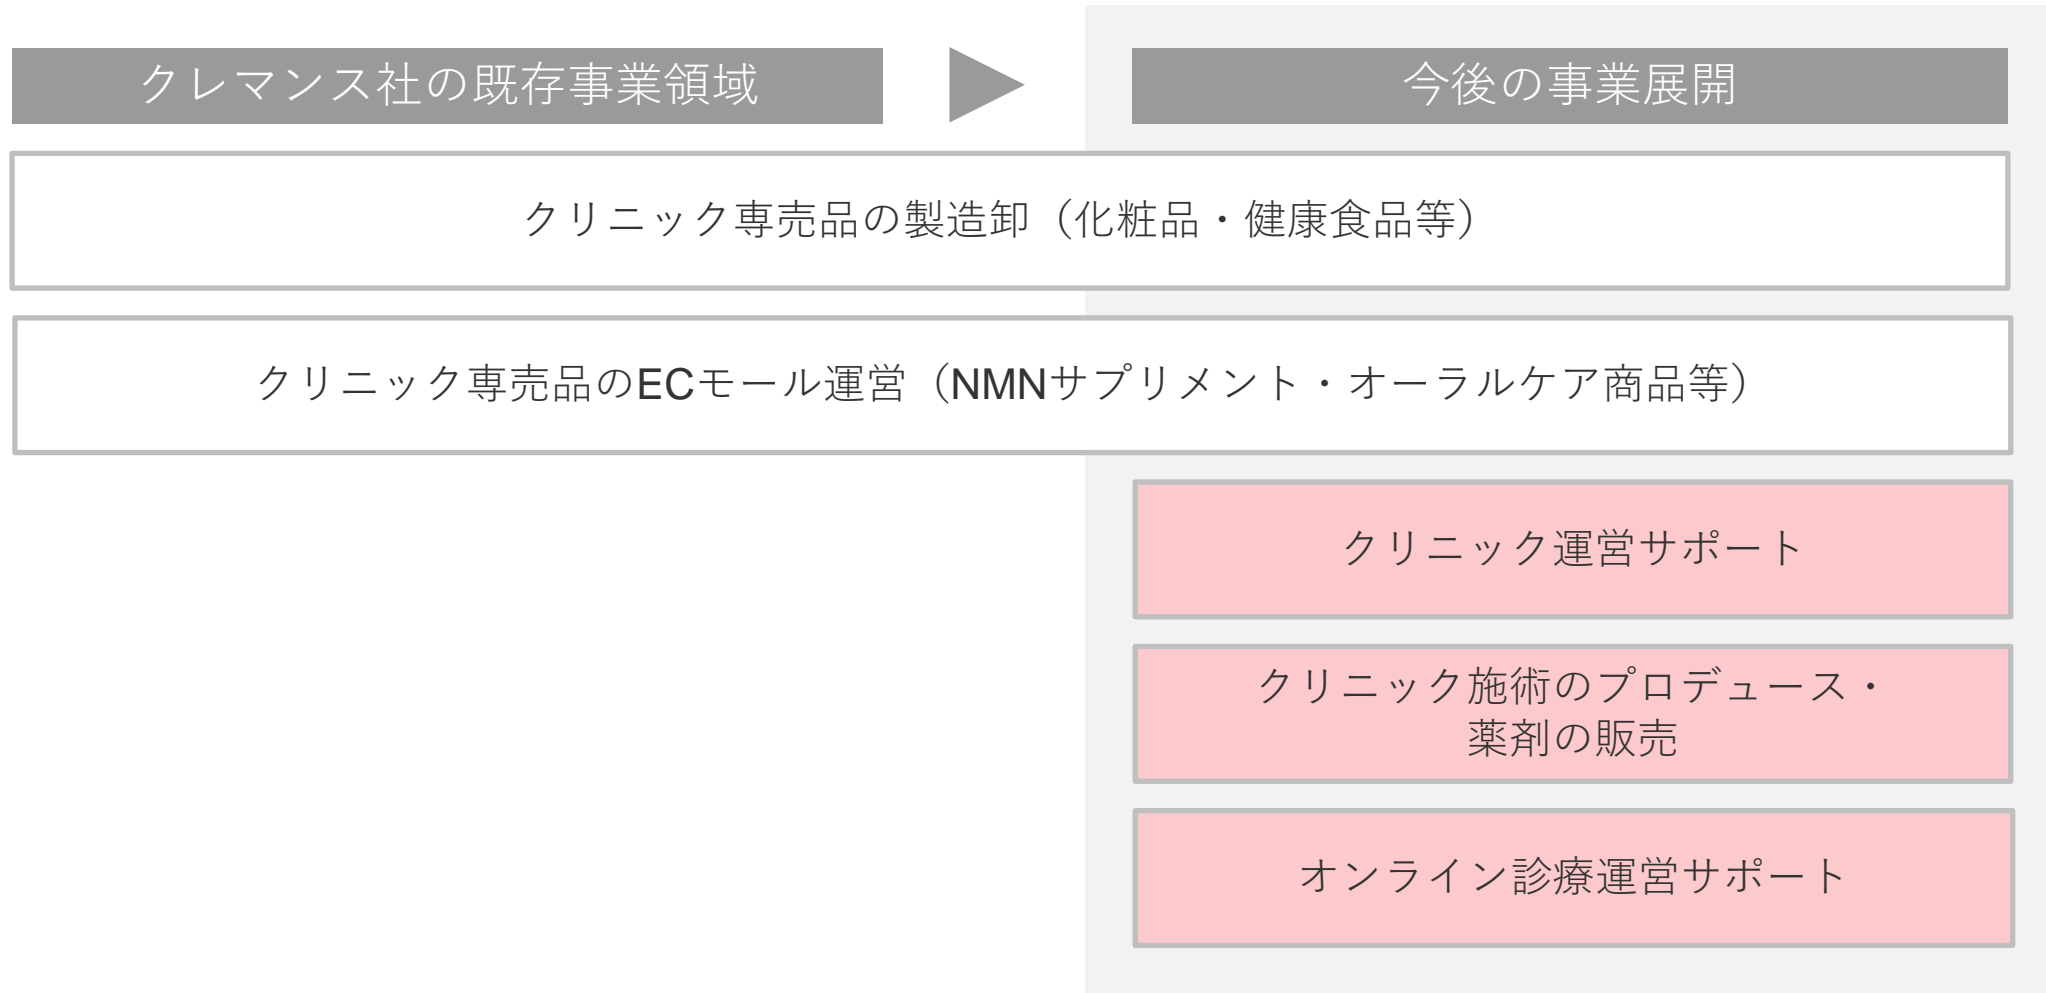 クレマンス社の既存事業領域
今後の事業展開
クリニック専売品の製造卸（化粧品・健康食品等）
クリニック専売品のECモール運営（NMNサプリメント・オーラルケア商品等）
クリニック運営サポート
クリニック施術のプロデュース・
薬剤の販売
オンライン診療運営サポート